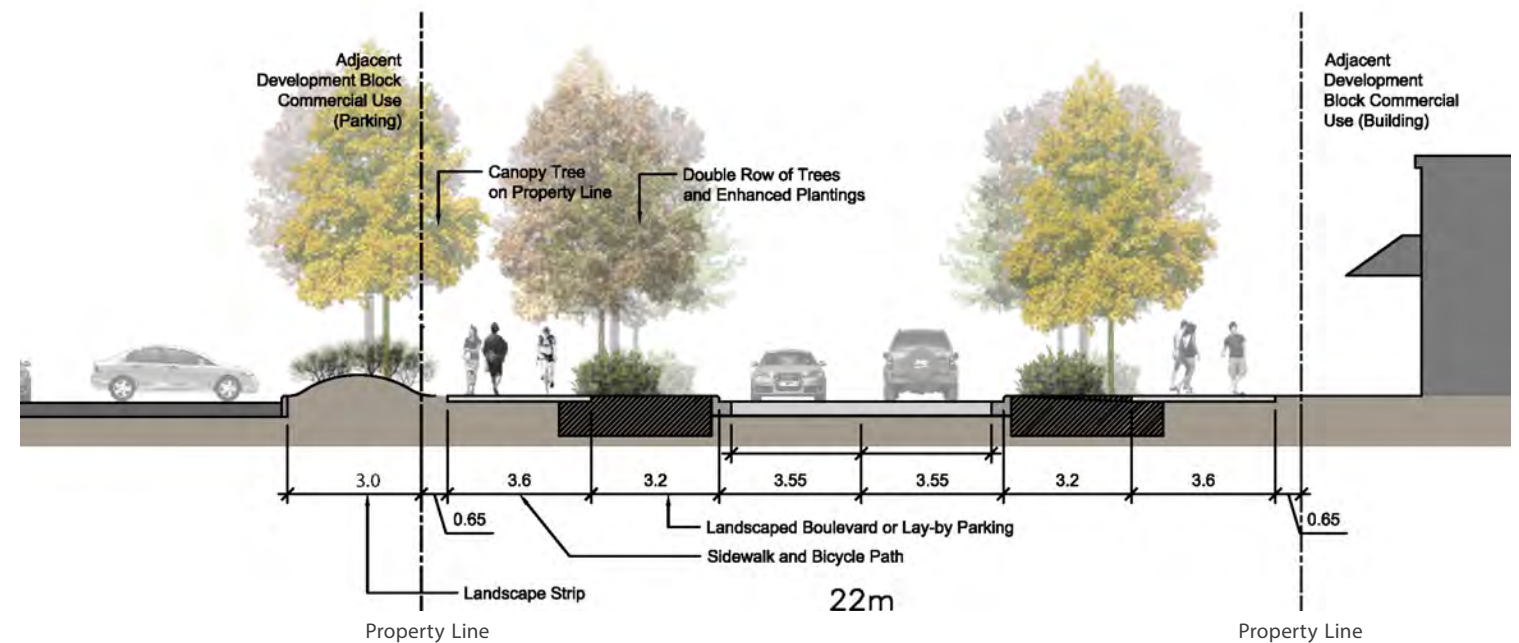 Adjacent
Development Block
Commercial Use
(Parking)
Adjacent
Development
Block Commercial
Use (Building)
Canopy Tree
on Property Line
Double Row of Trees
and Enhanced Plantings
3.0
3.6
3.2
3.55
3.55
3.2
3.6
0.65
0.65
Landscaped Boulevard or Lay-by Parking
Sidewalk and Bicycle Path
Landscape Strip
22m
Property Line
Property Line